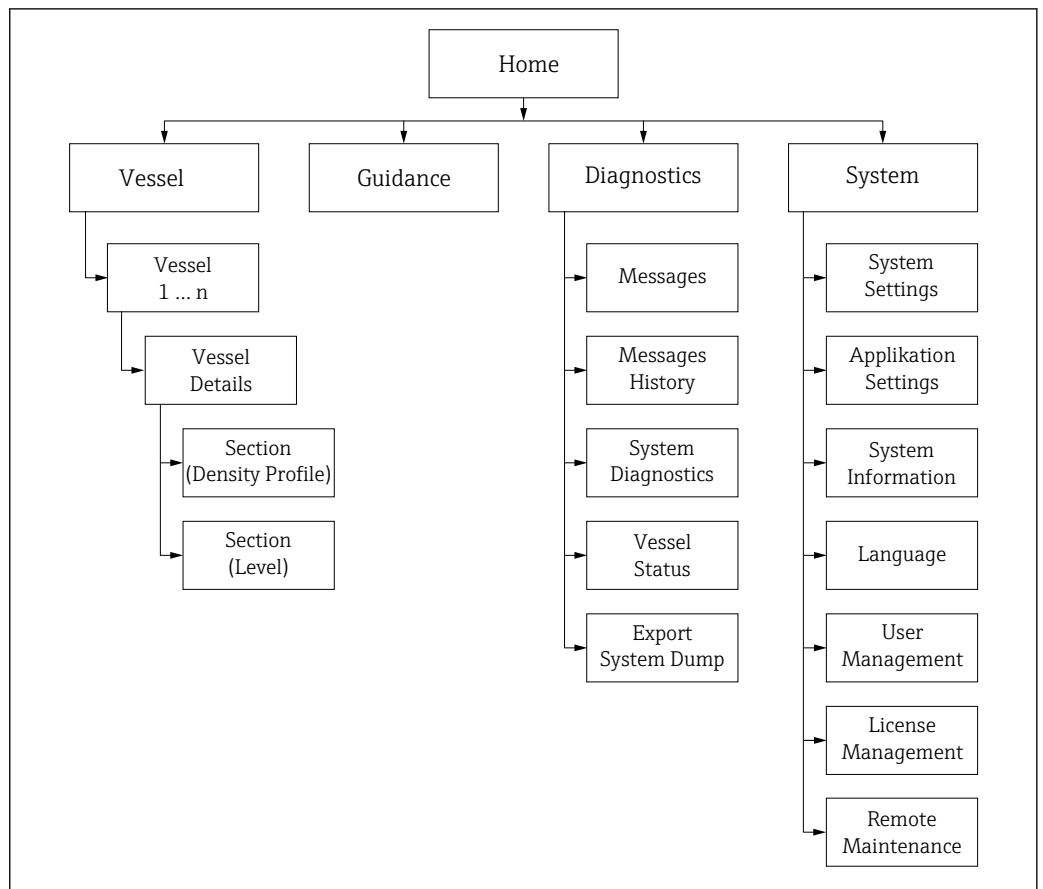 Home
Vessel
Guidance
Diagnostics
System
Vessel
1 ... n
Vessel
Details
Section
(Density Profile)
Section
(Level)
Messages
Messages
History
System
Diagnostics
Vessel
Status
Export
System Dump
System
Settings
Applikation
Settings
System
Information
Language
User
Management
License
Management
Remote
Maintenance